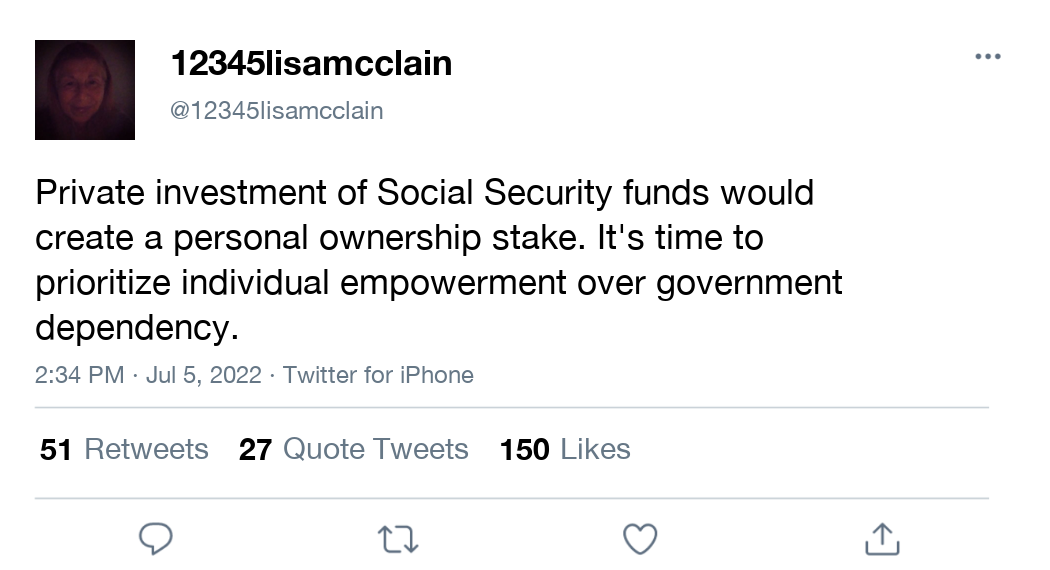 12345lisamcclain
@12345lisamcclain
Private investment of Social Security funds would
create a personal ownership stake. It's time to
prioritize individual empowerment over government
dependency.
2:34 PM · Jul 5, 2022 · Twitter for iPhone
51 Retweets 27 Quote Tweets 150 Likes